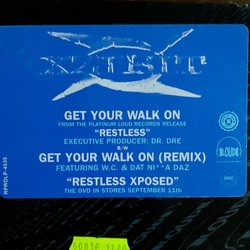 XZIBIT
GET YOUR WALK ON
FROM THE PLATINUM LOUD RECORDS RELEASE
"RESTLESS"
EXECUTIVE PRODUCER: DR. DRE
B/W
GET YOUR WALK ON (REMIX)
FEATURING W.C. & DAT NI**A DAZ
"RESTLESS XPOSED"
THE DVD IN STORES SEPTEMBER 11th
RPROLP-4535
LOUD